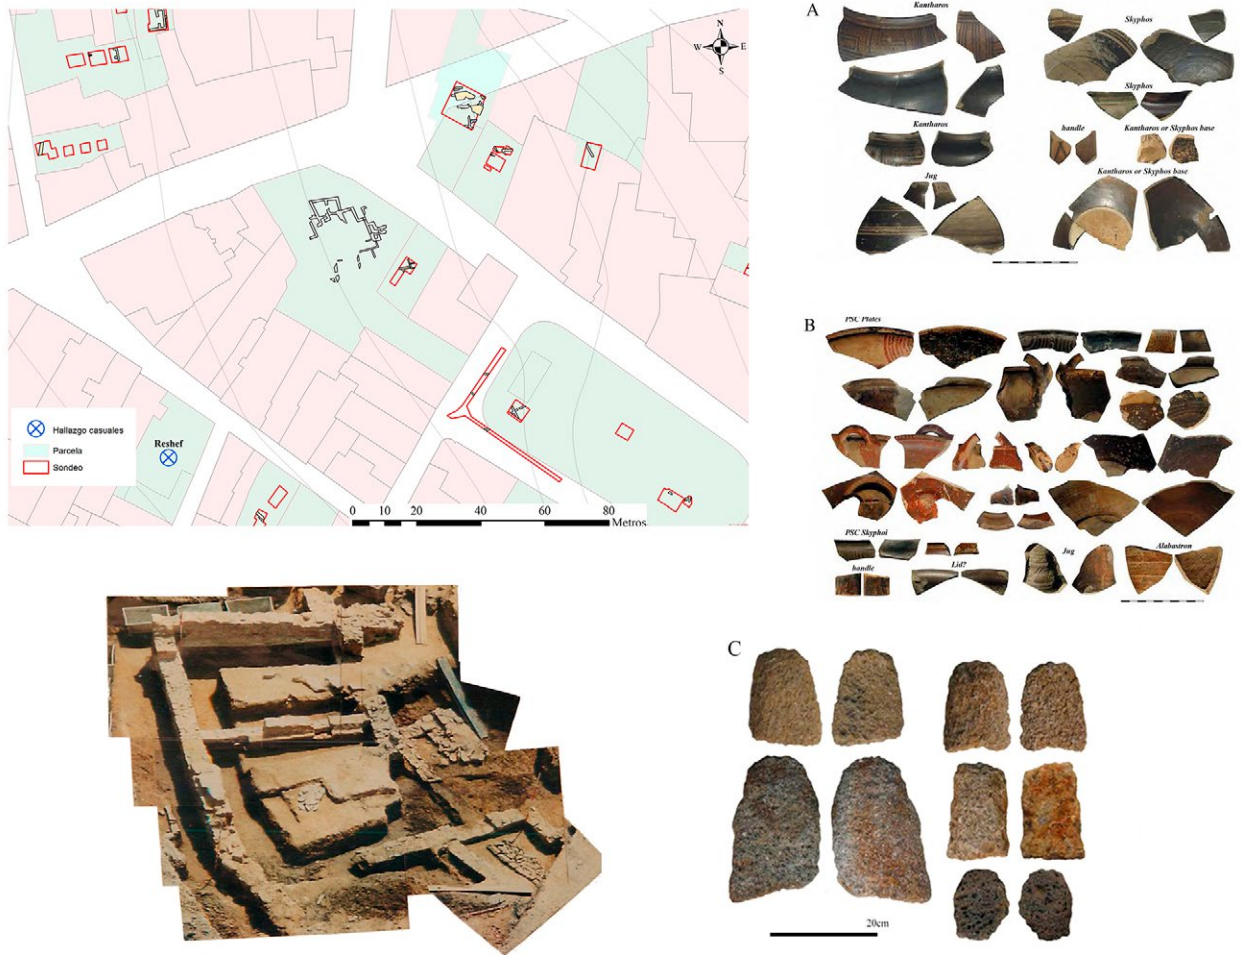 N
W E
S
Hallazgo casuales
Parcela
Sondeo
Reshef
0 10 20 40 60 80
Metros
A
Kantharos
Skyphos
Skyphos
Kantharos
handle
Kantharos or Skyphos base
Jug
Kantharos or Skyphos base
B
PSC Plates
PSC Skyphoi
handle
Lid?
Jug
Alabastron
C
20cm